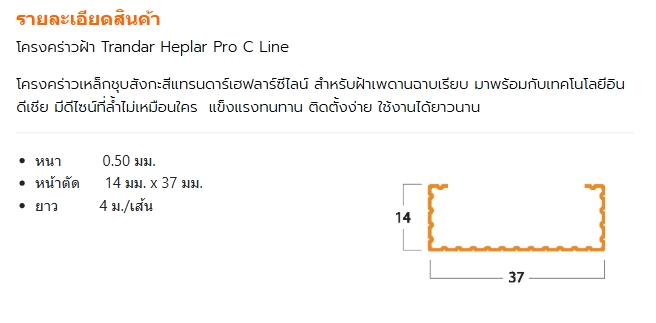 รายละเอียดสินค้า
โครงคร่าวฝ้า Trandar Heplar Pro C Line
โครงคร่าวเหล็กชุบสังกะสีแทรนดาร์เฮฟลาร์ซีไลน์ สำหรับฝ้าเพดานฉาบเรียบ มาพร้อมกับเทคโนโลยีอิน
ดีเซีย มีดีไซน์ที่ล้ำไม่เหมือนใคร แข็งแรงทนทาน ติดตั้งง่าย ใช้งานได้ยาวนาน
• หนา 0.50 มม.
• หน้าตัด 14 มม. x 37 มม.
• ยาว 4 ม./เส้น
14
37